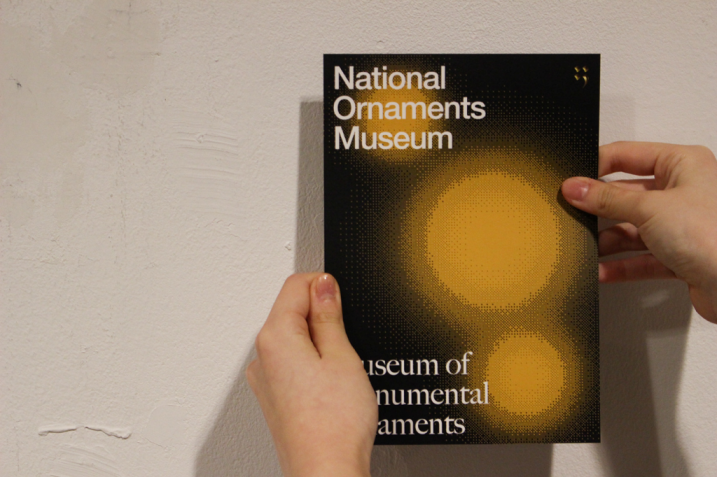 National
Ornaments
Museum
useum of
numental
aments